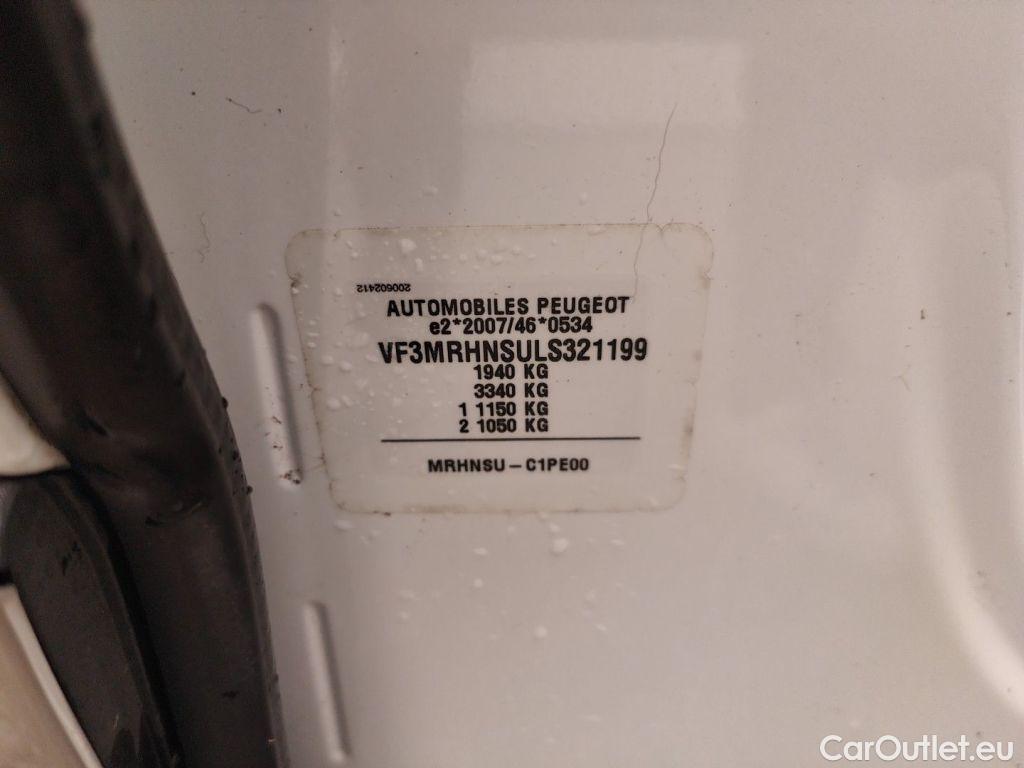 200602412
AUTOMOBILES PEUGEOT
e2*2007/46*0534
VF3MRHNSULS321199
1940 KG
3340 KG
1 1150 KG
2 1050 KG
MRHNSU – C1PE00
CarOutlet.eu